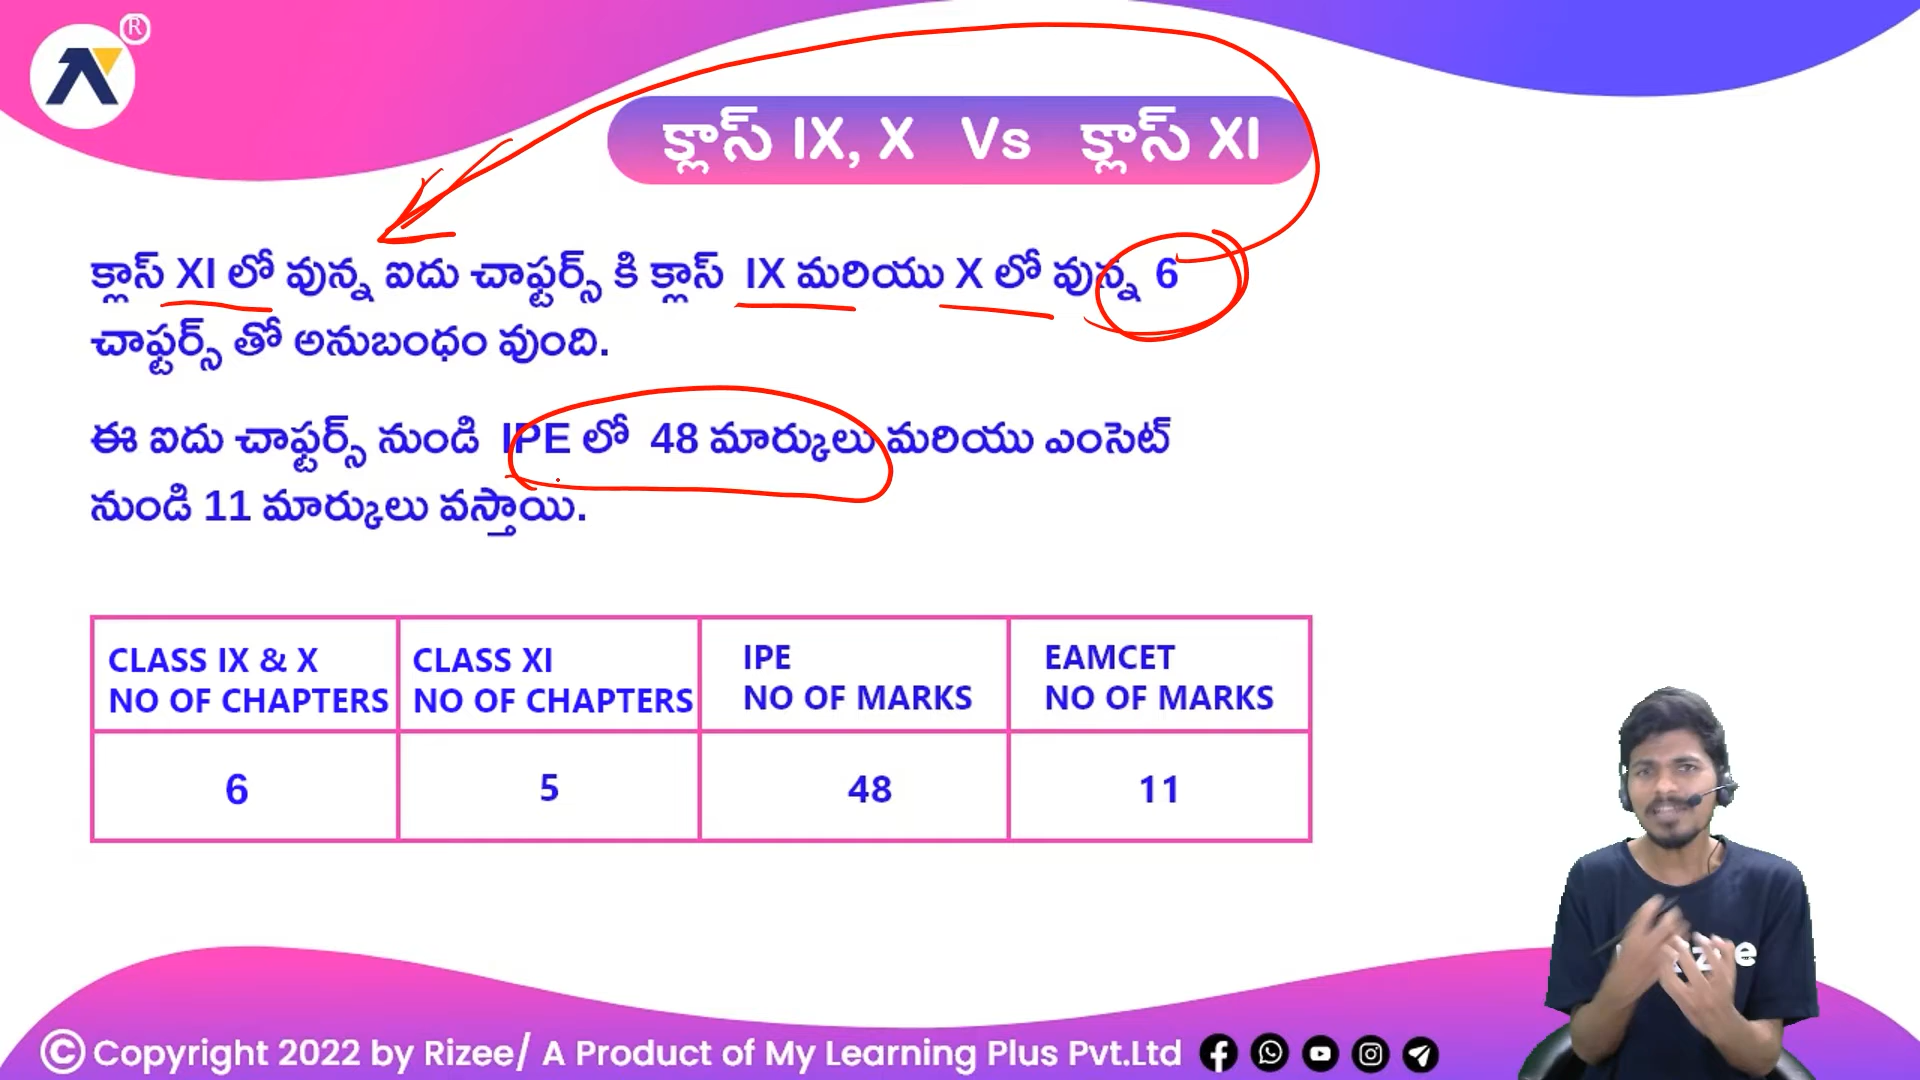 ®
క్లాస్ IX, X Vs క్లాస్ XI
క్లాస్ XI లో వున్న ఐదు చాప్టర్స్ కి క్లాస్ IX మరియు X లో వున్న 6
చాప్టర్స్ తో అనుబంధం వుంది.
ఈ ఐదు చాప్టర్స్ నుండి IPE లో 48 మార్కులు మరియు ఎంసెట్
నుండి 11 మార్కులు వస్తాయి.
CLASS IX & X NO OF CHAPTERS
CLASS XI NO OF CHAPTERS
IPE NO OF MARKS
EAMCET NO OF MARKS
6 5 48 11
© Copyright 2022 by Rizee/ A Product of My Learning Plus Pvt.Ltd